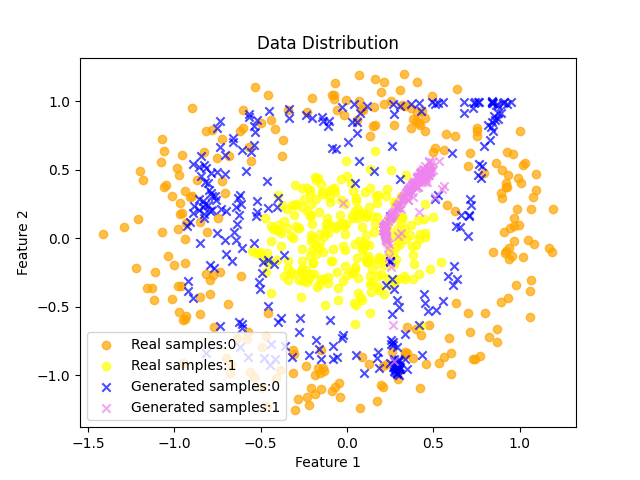 Data Distribution
Feature 2
1.0
0.5
0.0
−0.5
−1.0
Real samples:0
Real samples:1
Generated samples:0
Generated samples:1
−1.5 −1.0 −0.5 0.0 0.5 1.0
Feature 1